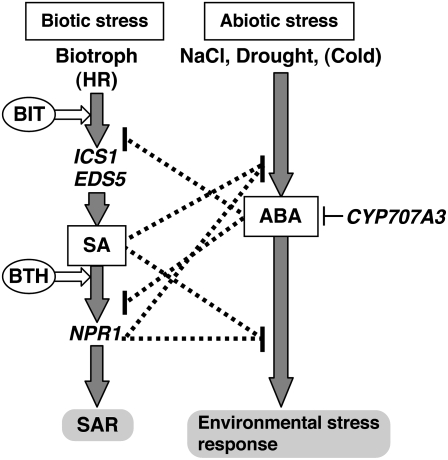 Biotic stress
Abiotic stress
Biotroph
(HR)
NaCl, Drought, (Cold)
BIT
ICS1
EDS5
ABA
CYP707A3
SA
BTH
NPR1
SAR
Environmental stress
response